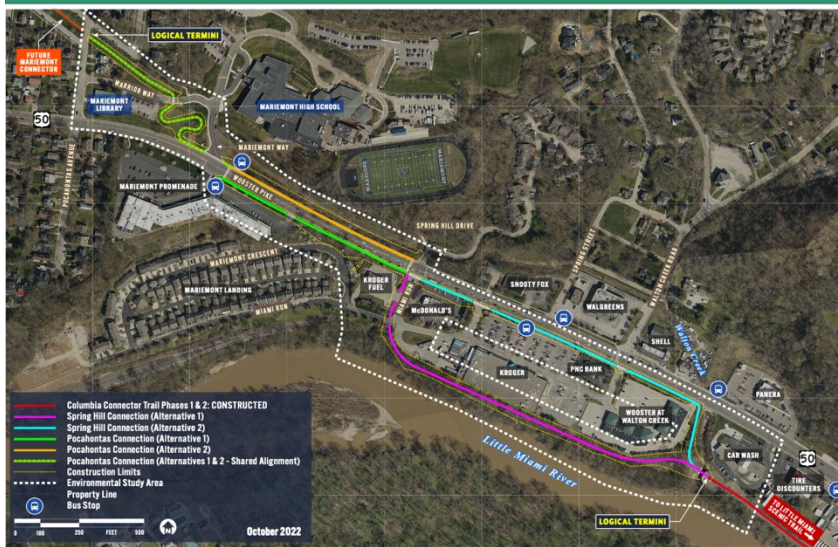 LOGICAL TERMINI
FUTURE
MARIEMONT
CONNECTOR
WARRIOR WAY
MARIEMONT
LIBRARY
MARIEMONT HIGH SCHOOL
50
POCAHONTAS AVENUE
MARIEMONT WAY
WARRIORS
MARIEMONT PROMENADE
WOOSTER PIKE
SPRING HILL DRIVE
SPRING STREET
WALTON CREEK ROAD
MARIEMONT CRESCENT
MARIEMONT LANDING
MIAMI RUN
KROGER
FUEL
MIAMI RUN
McDONALD'S
SNOOTY FOX
WALGREENS
SHELL
Walton Creek
KROGER
PNC BANK
PANERA
WOOSTER AT
WALTON CREEK
CAR WASH
50
TIRE
DISCOUNTERS
Little Miami River
LOGICAL TERMINI
TO LITTLE MIAMI
SCENIC TRAIL
Columbia Connector Trail Phases 1 & 2: CONSTRUCTED
Spring Hill Connection (Alternative 1)
Spring Hill Connection (Alternative 2)
Pocahontas Connection (Alternative 1)
Pocahontas Connection (Alternative 2)
Pocahontas Connection (Alternatives 1 & 2 - Shared Alignment)
Construction Limits
Environmental Study Area
Property Line
Bus Stop
0 100 250 500
FEET
N
October 2022